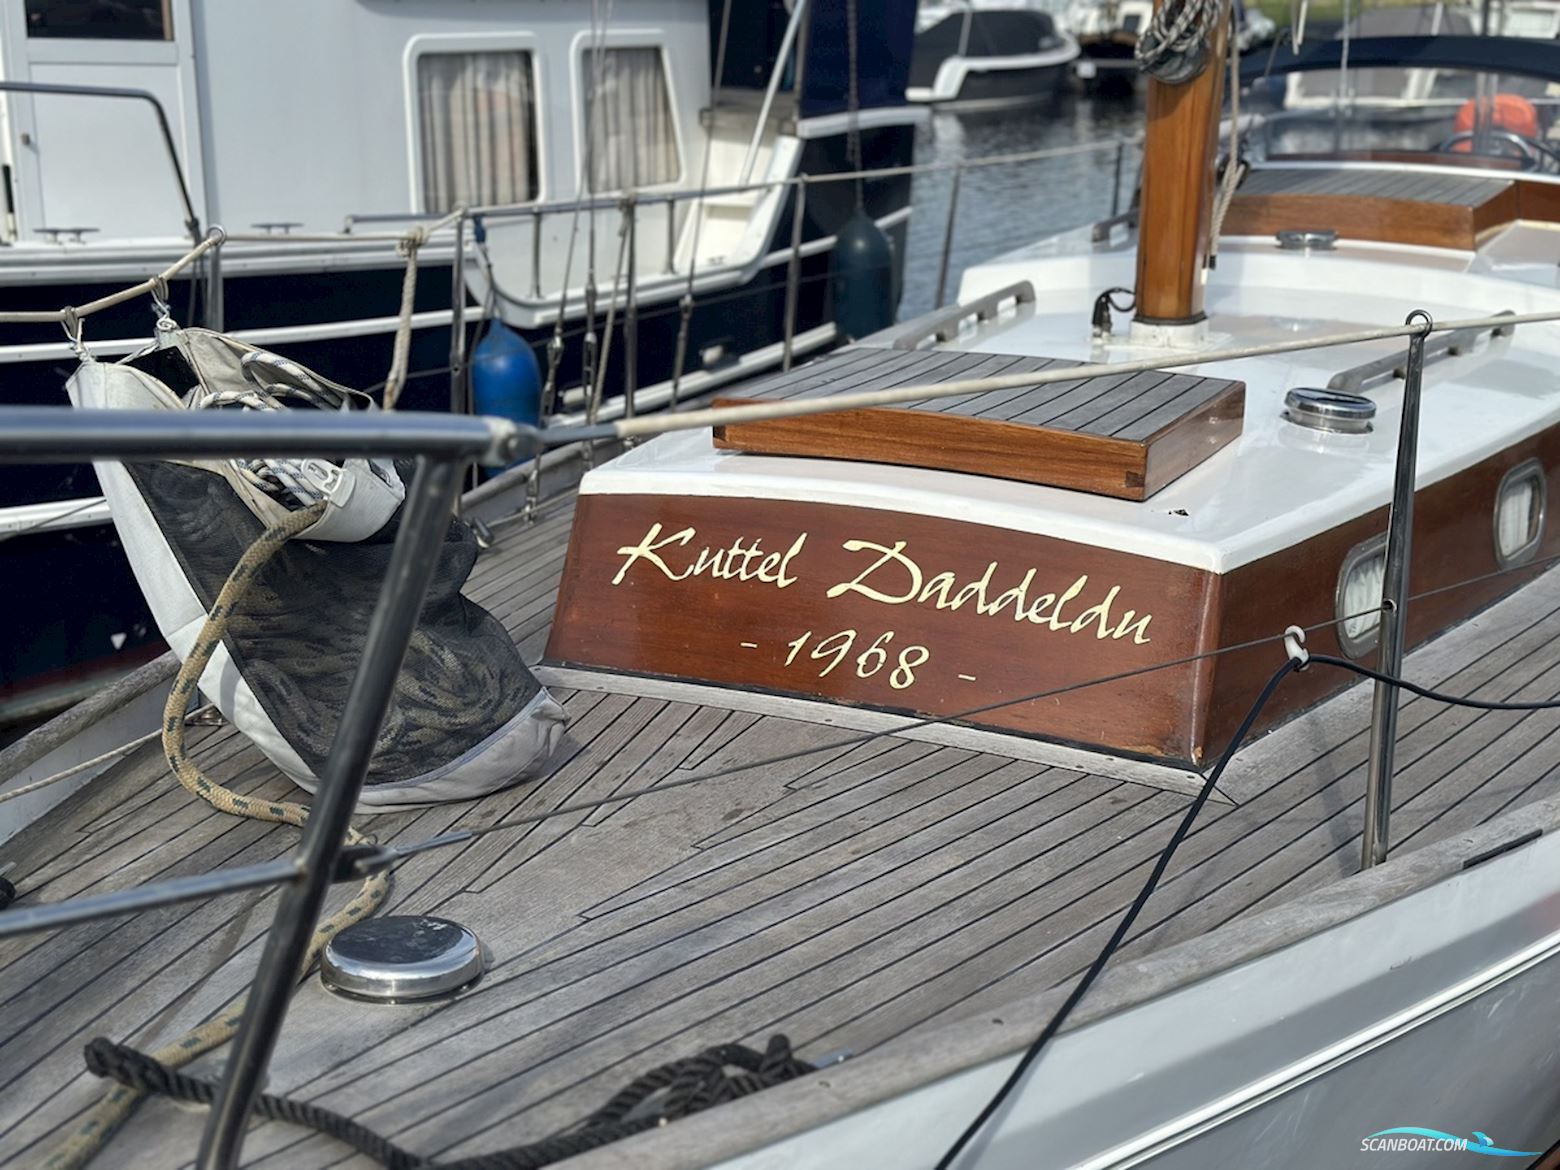 Kuttel Daddeldu
- 1968 -
SCANBOAT.COM